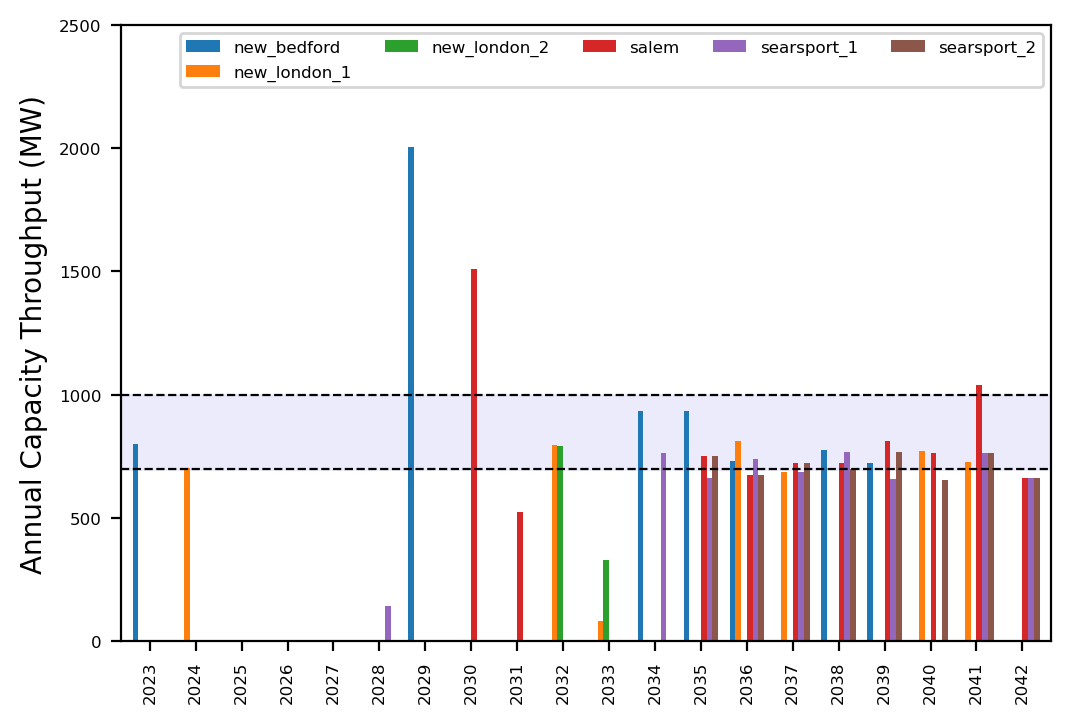 new_bedford new_london_2 salem searsport_1 searsport_2
new_london_1
Annual Capacity Throughput (MW)
2500
2000
1500
1000
500
0
2023 2024 2025 2026 2027 2028 2029 2030 2031 2032 2033 2034 2035 2036 2037 2038 2039 2040 2041 2042